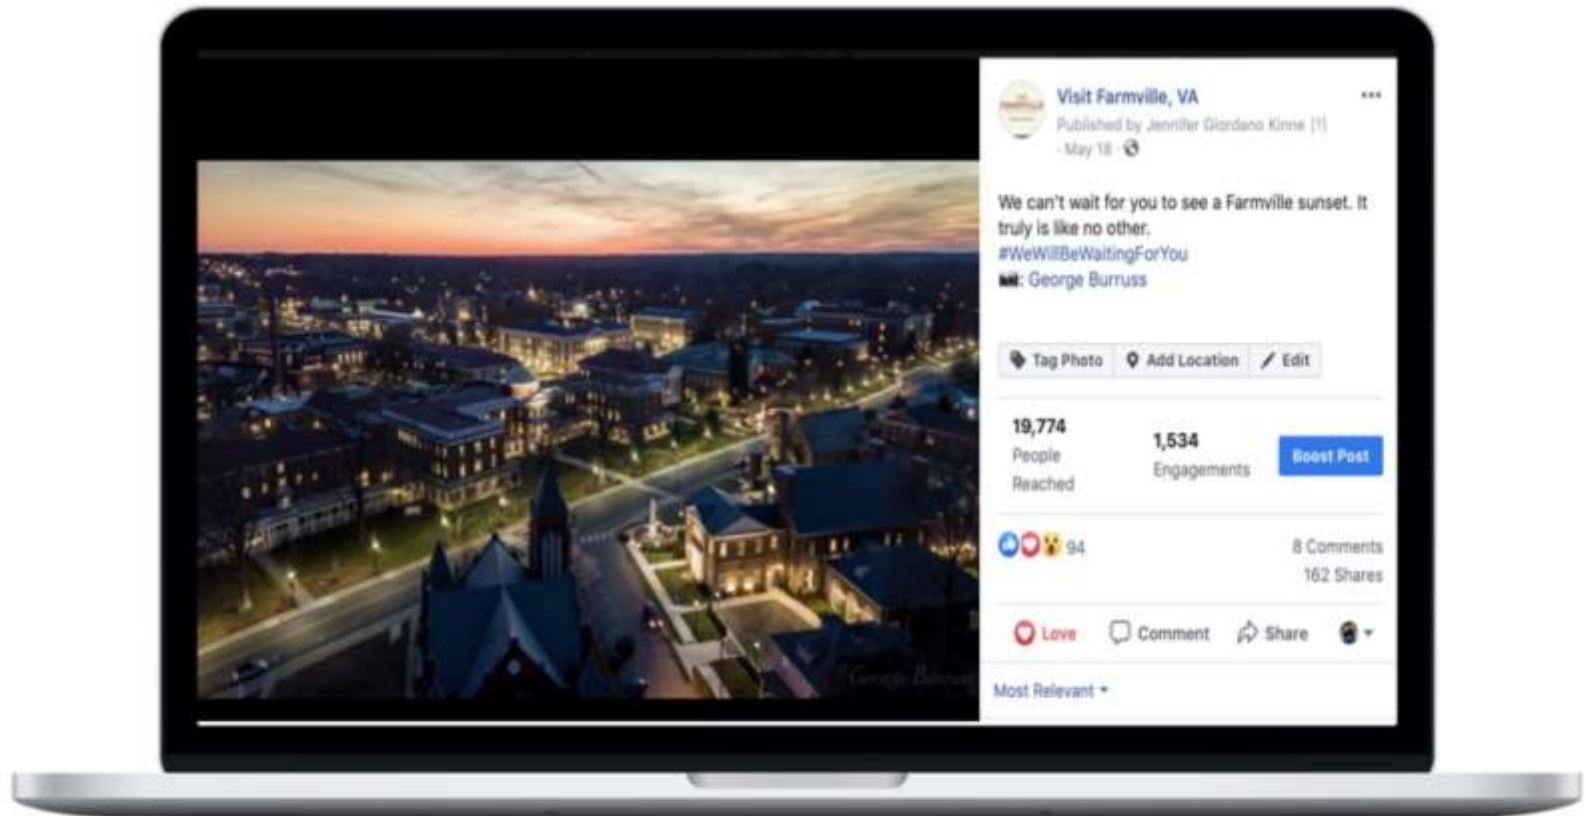 Visit Farmville, VA
Published by Jennifer Giordano Kinne [?]
· May 18 ·
We can't wait for you to see a Farmville sunset. It
truly is like no other.
#WeWillBeWaitingForYou
: George Burruss
Tag Photo Add Location Edit
19,774
People
Reached
1,534
Engagements
Boost Post
94
8 Comments
162 Shares
Love Comment Share
Most Relevant
George Burruss